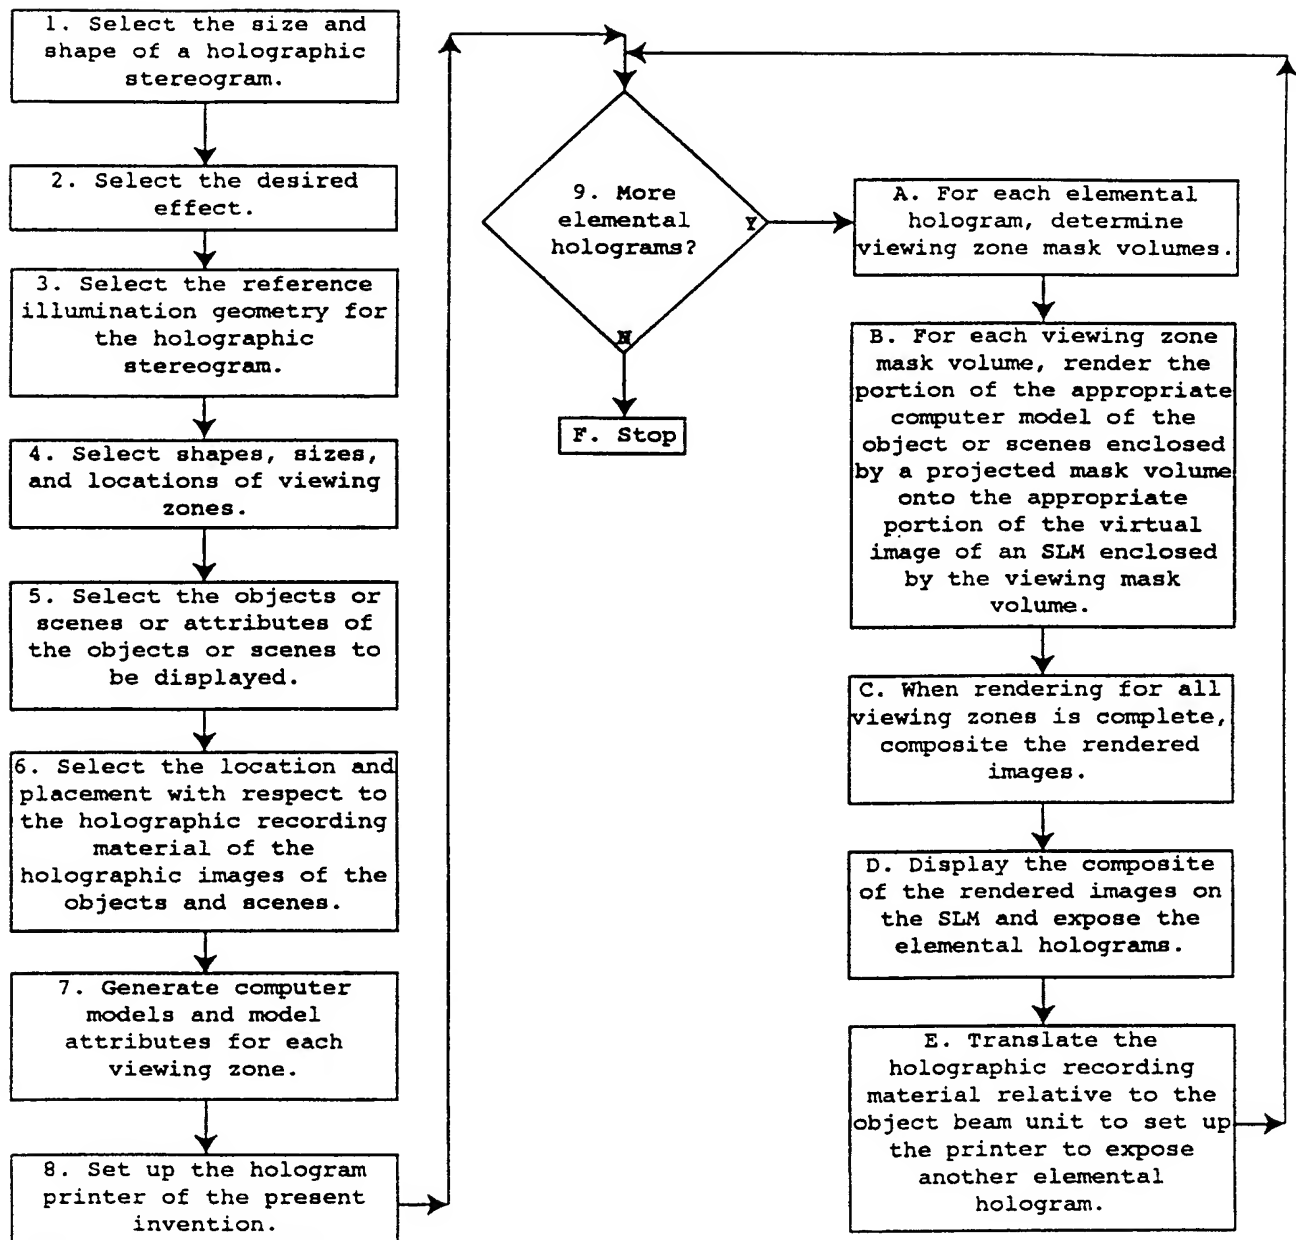 1. Select the size and
shape of a holographic
stereogram.
2. Select the desired
effect.
3. Select the reference
illumination geometry for
the holographic
stereogram.
4. Select shapes, sizes,
and locations of viewing
zones.
5. Select the objects or
scenes or attributes of
the objects or scenes to
be displayed.
6. Select the location and
placement with respect to
the holographic recording
material of the
holographic images of the
objects and scenes.
7. Generate computer
models and model
attributes for each
viewing zone.
8. Set up the hologram
printer of the present
invention.
9. More
elemental
holograms?
Y
N
F. Stop
A. For each elemental
hologram, determine
viewing zone mask volumes.
B. For each viewing zone
mask volume, render the
portion of the appropriate
computer model of the
object or scenes enclosed
by a projected mask volume
onto the appropriate
portion of the virtual
image of an SLM enclosed
by the viewing mask
volume.
C. When rendering for all
viewing zones is complete,
composite the rendered
images.
D. Display the composite
of the rendered images on
the SLM and expose the
elemental holograms.
E. Translate the
holographic recording
material relative to the
object beam unit to set up
the printer to expose
another elemental
hologram.